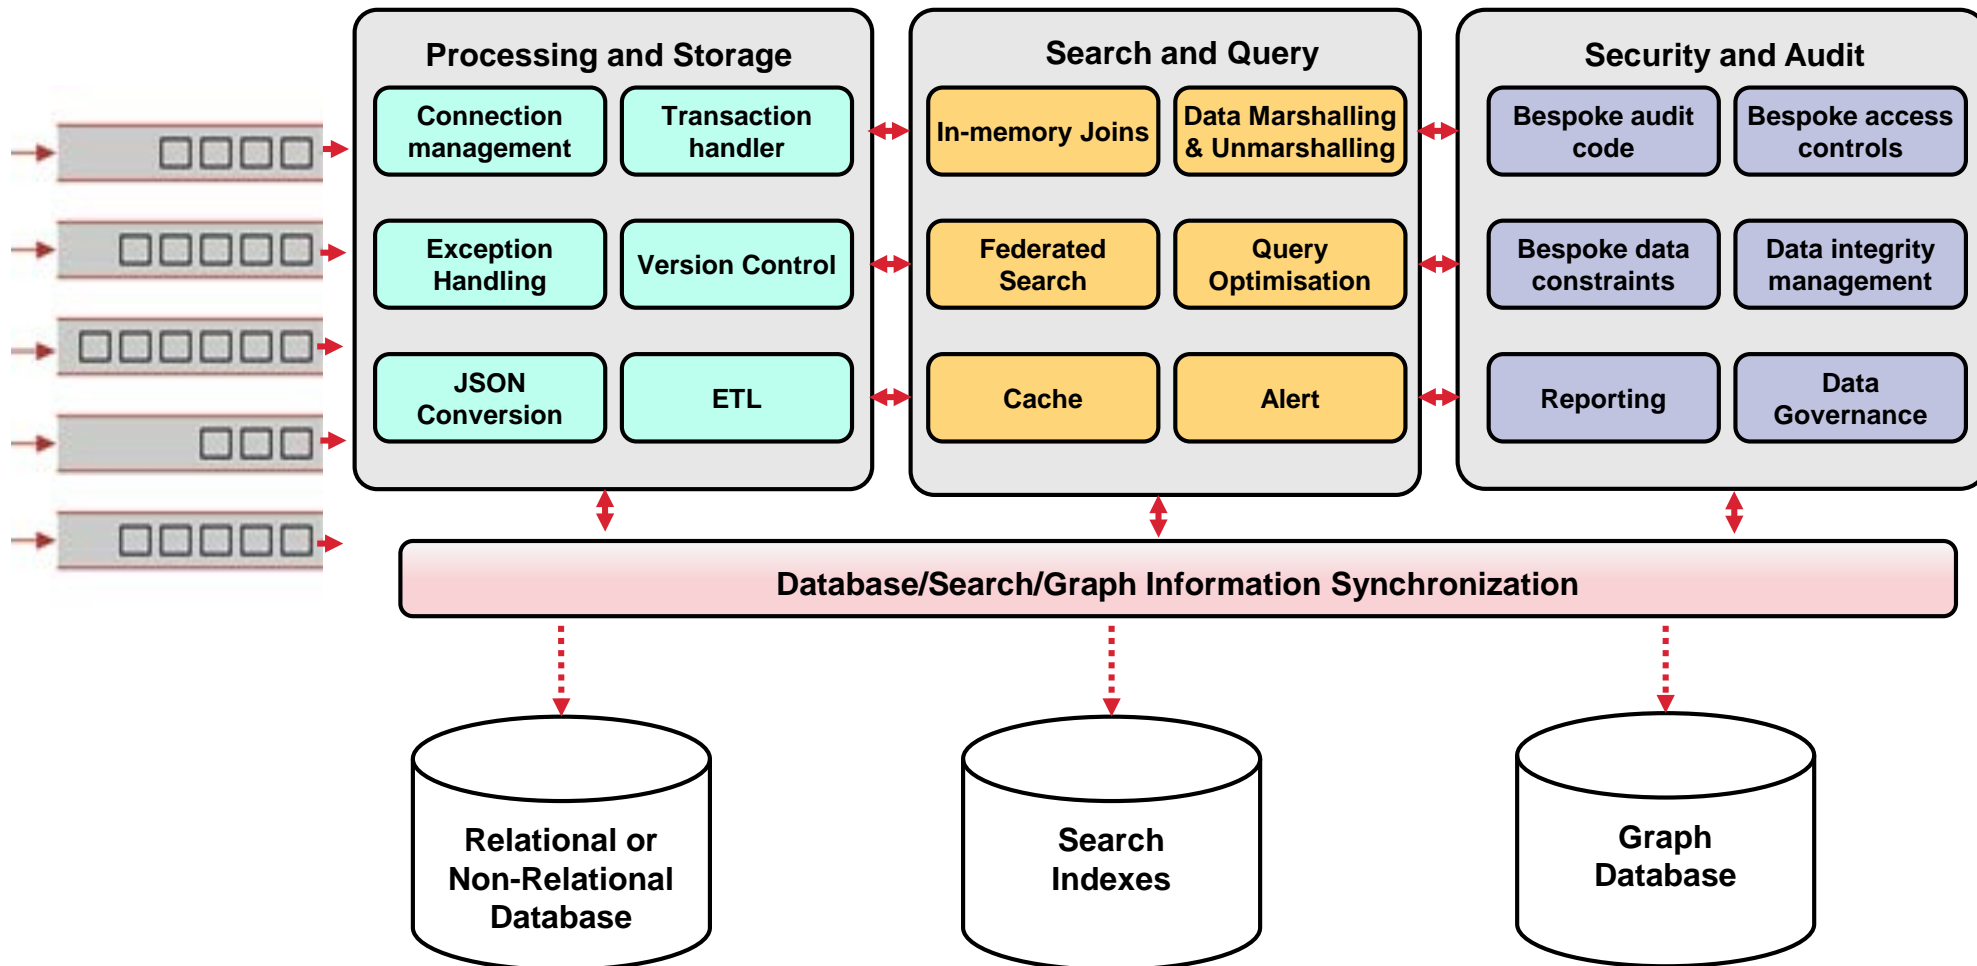 Processing and Storage
Connection
management
Transaction
handler
Exception
Handling
Version Control
JSON
Conversion
ETL
Search and Query
In-memory Joins
Data Marshalling
& Unmarshalling
Federated
Search
Query
Optimisation
Cache
Alert
Security and Audit
Bespoke audit
code
Bespoke access
controls
Bespoke data
constraints
Data integrity
management
Reporting
Data
Governance
Database/Search/Graph Information Synchronization
Relational or
Non-Relational
Database
Search
Indexes
Graph
Database